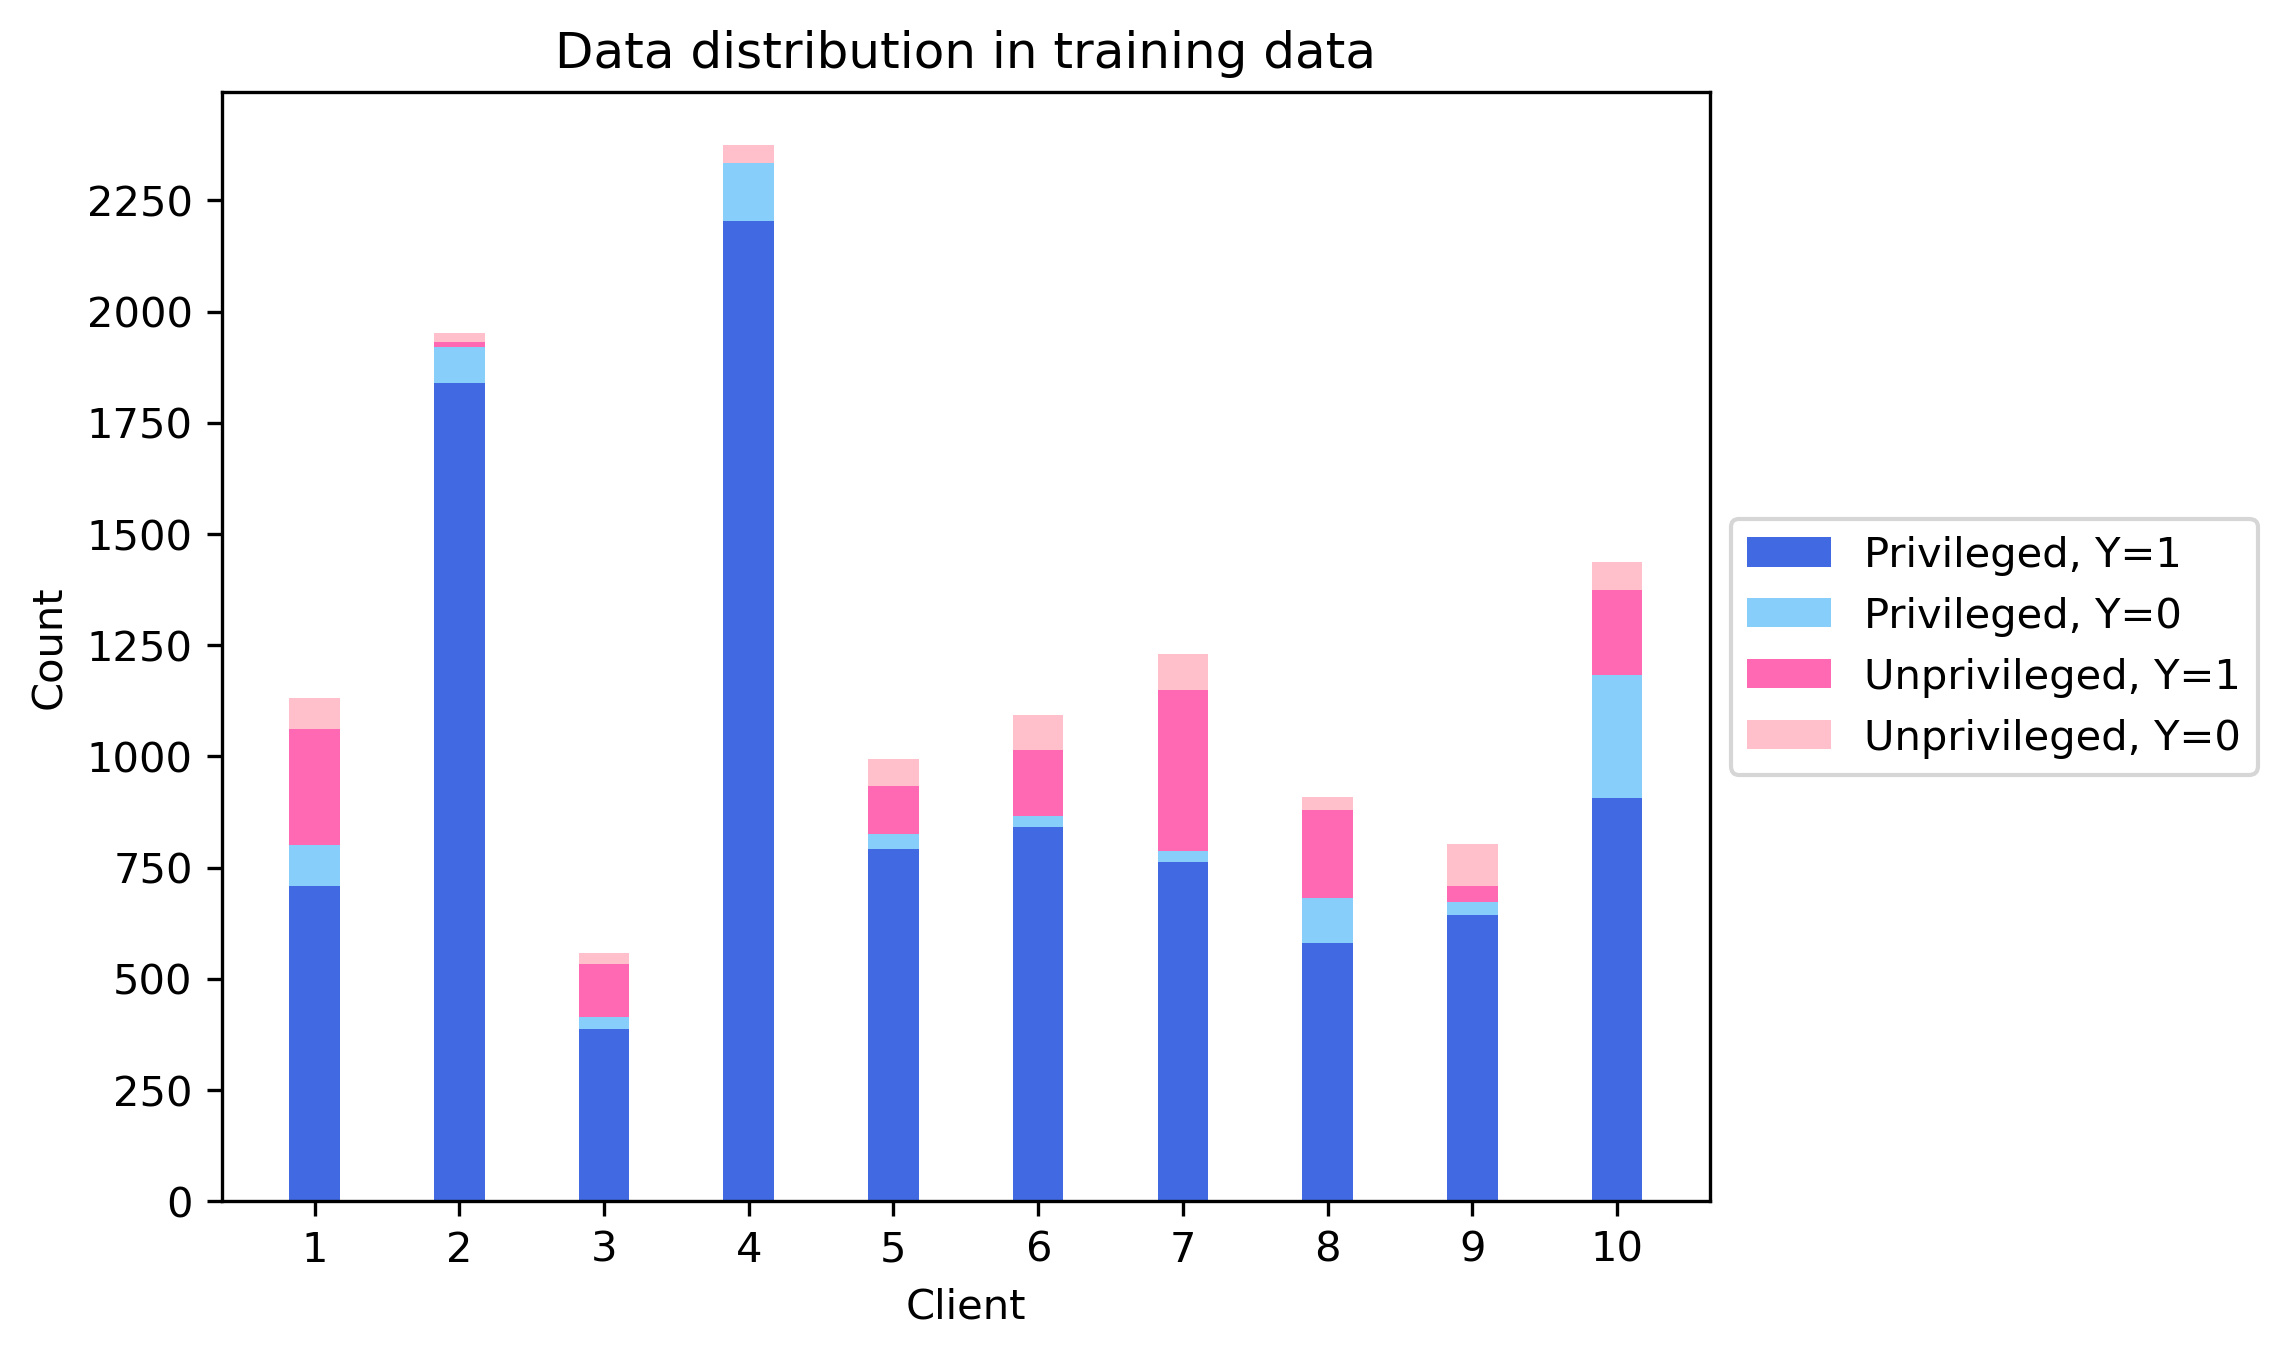 Data distribution in training data
Count
2250
2000
1750
1500
1250
1000
750
500
250
0
1 2 3 4 5 6 7 8 9 10
Client
Privileged, Y=1
Privileged, Y=0
Unprivileged, Y=1
Unprivileged, Y=0